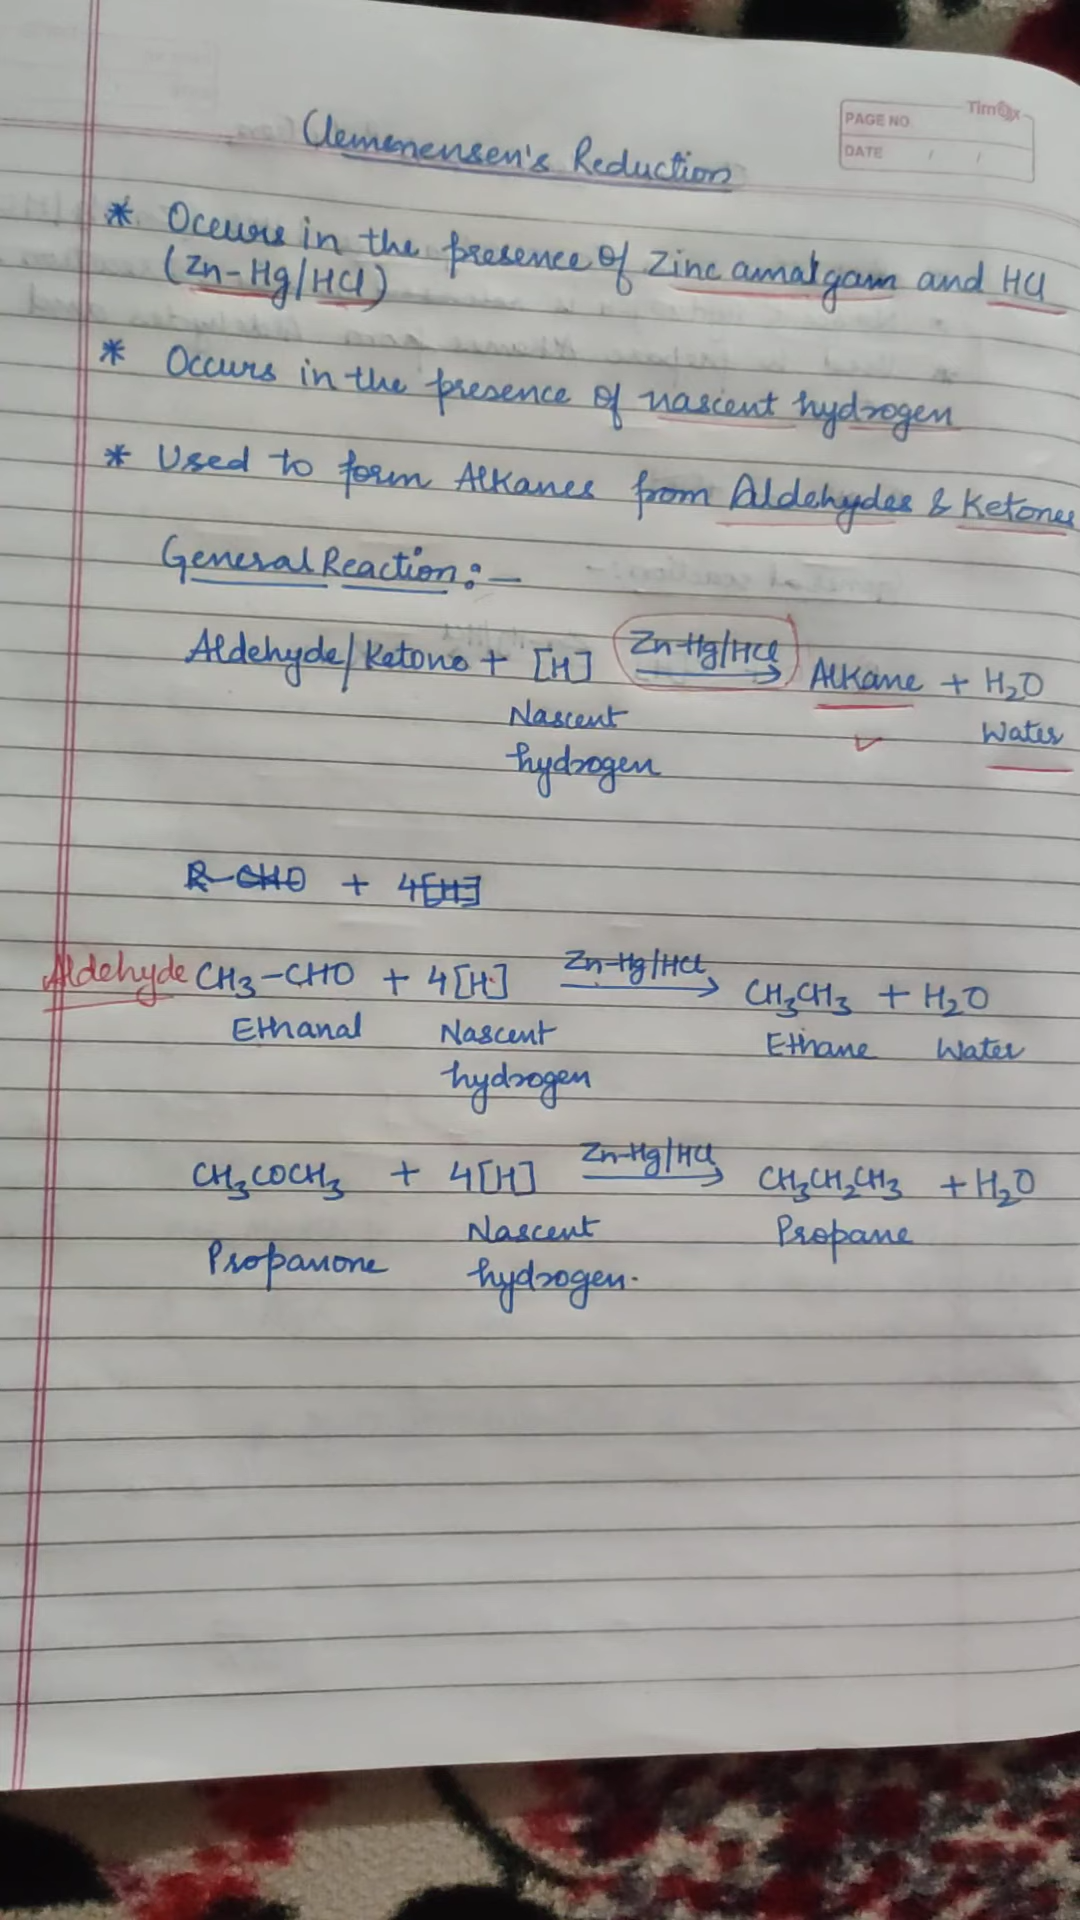 Timex
PAGE NO.
DATE / /
Clemenensen's Reduction
* Occurs in the presence of Zinc amalgam and HCl
(Zn-Hg/HCl)
* Occurs in the presence of nascent hydrogen
* Used to form Alkanes from Aldehydes & Ketones
General Reaction:-
Aldehyde/Ketone + [H] Zn-Hg/HCl → Alkane + H₂O
Nascent Water
hydrogen
R-CHO + 4[H]
Aldehyde CH₃-CHO + 4[H] Zn-Hg/HCl → CH₃CH₃ + H₂O
Ethanal Nascent Ethane Water
hydrogen
CH₃COCH₃ + 4[H] Zn-Hg/HCl → CH₃CH₂CH₃ + H₂O
Propanone Nascent Propane
hydrogen.